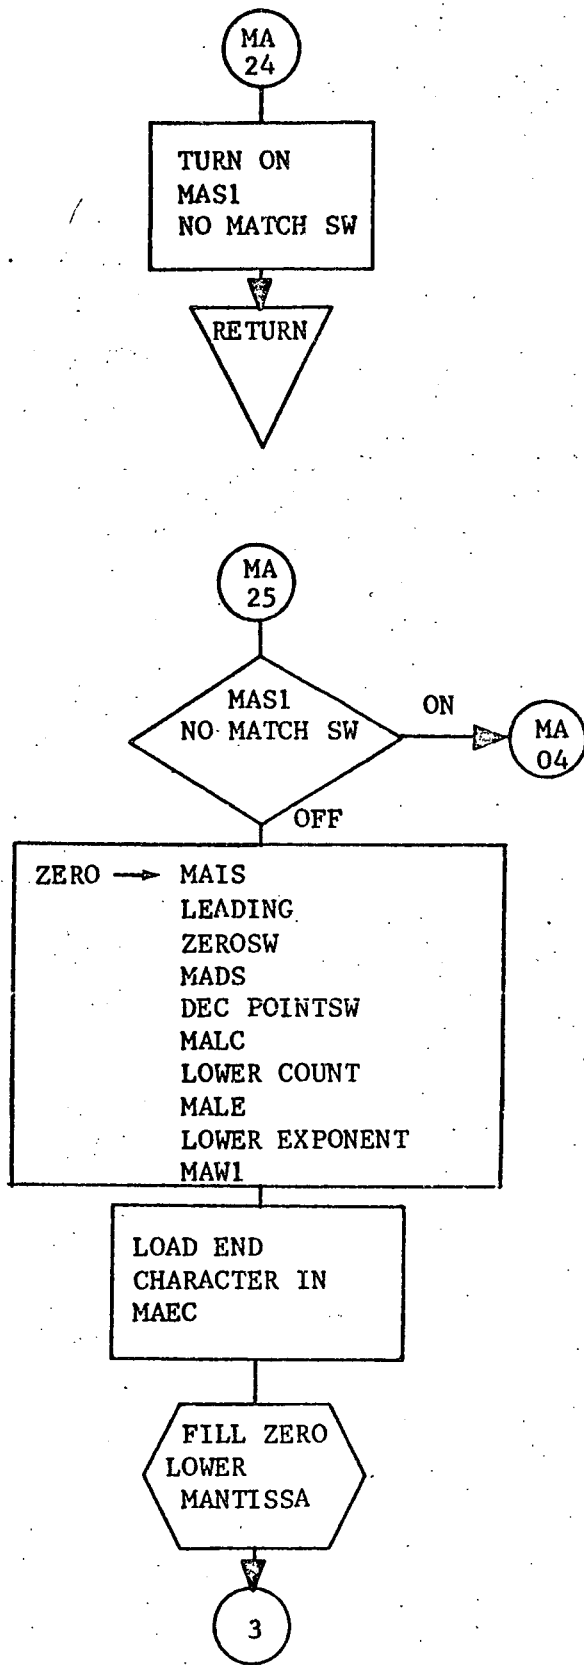 MA
24
TURN ON
MAS1
NO MATCH SW
RETURN
MA
25
MAS1
NO MATCH SW
ON
MA
04
OFF
ZERO → MAIS
LEADING
ZEROSW
MADS
DEC POINTSW
MALC
LOWER COUNT
MALE
LOWER EXPONENT
MAW1
LOAD END
CHARACTER IN
MAEC
FILL ZERO
LOWER
MANTISSA
3